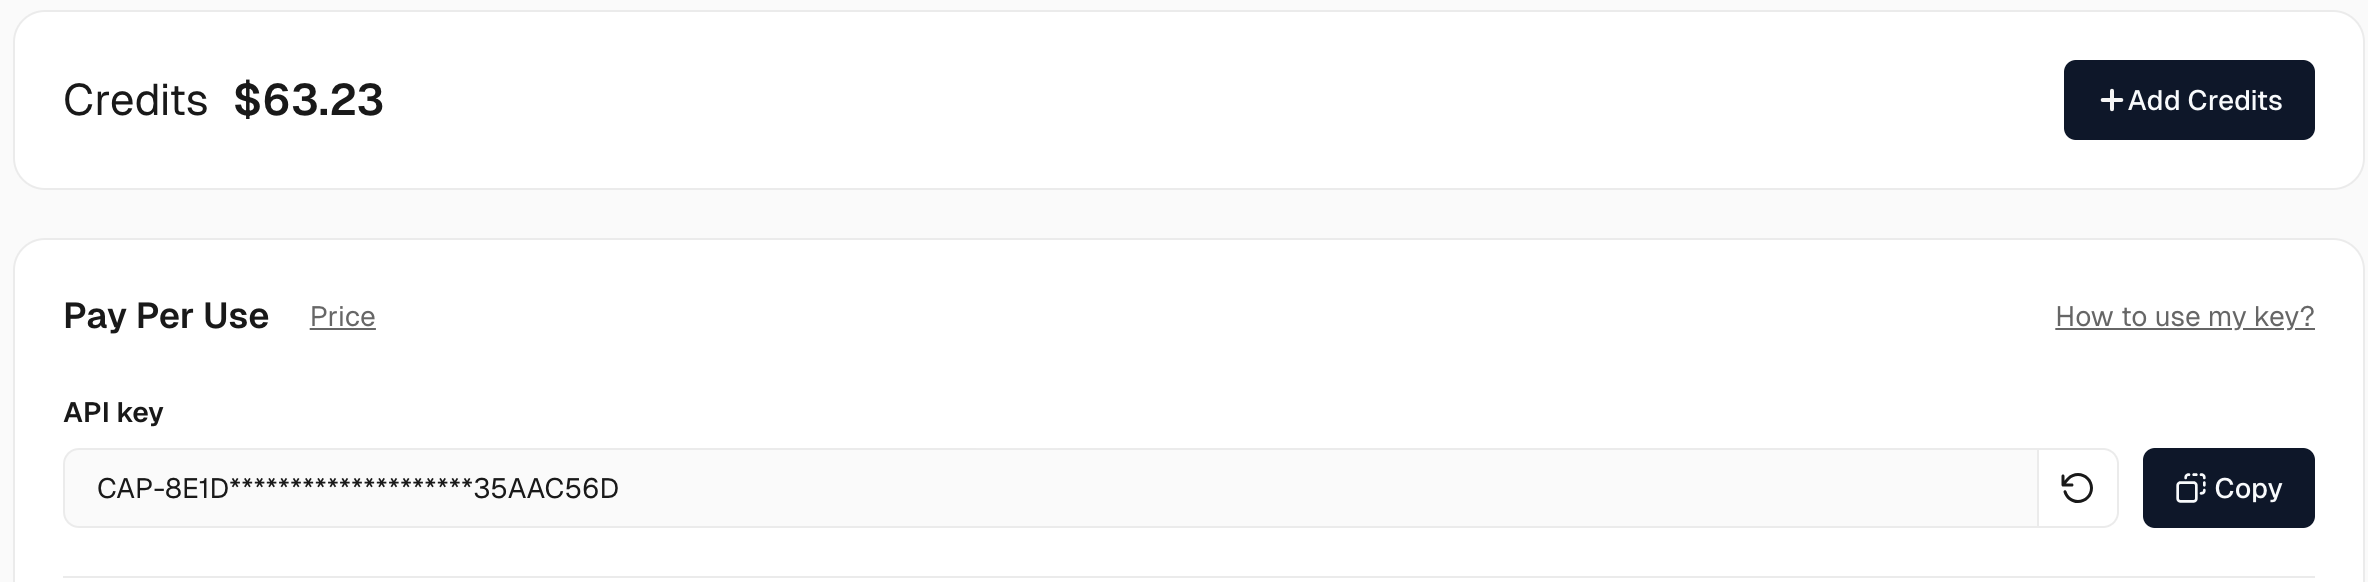 Credits $63.23
+Add Credits
Pay Per Use Price
How to use my key?
API key
CAP-8E1D********************35AAC56D
Copy